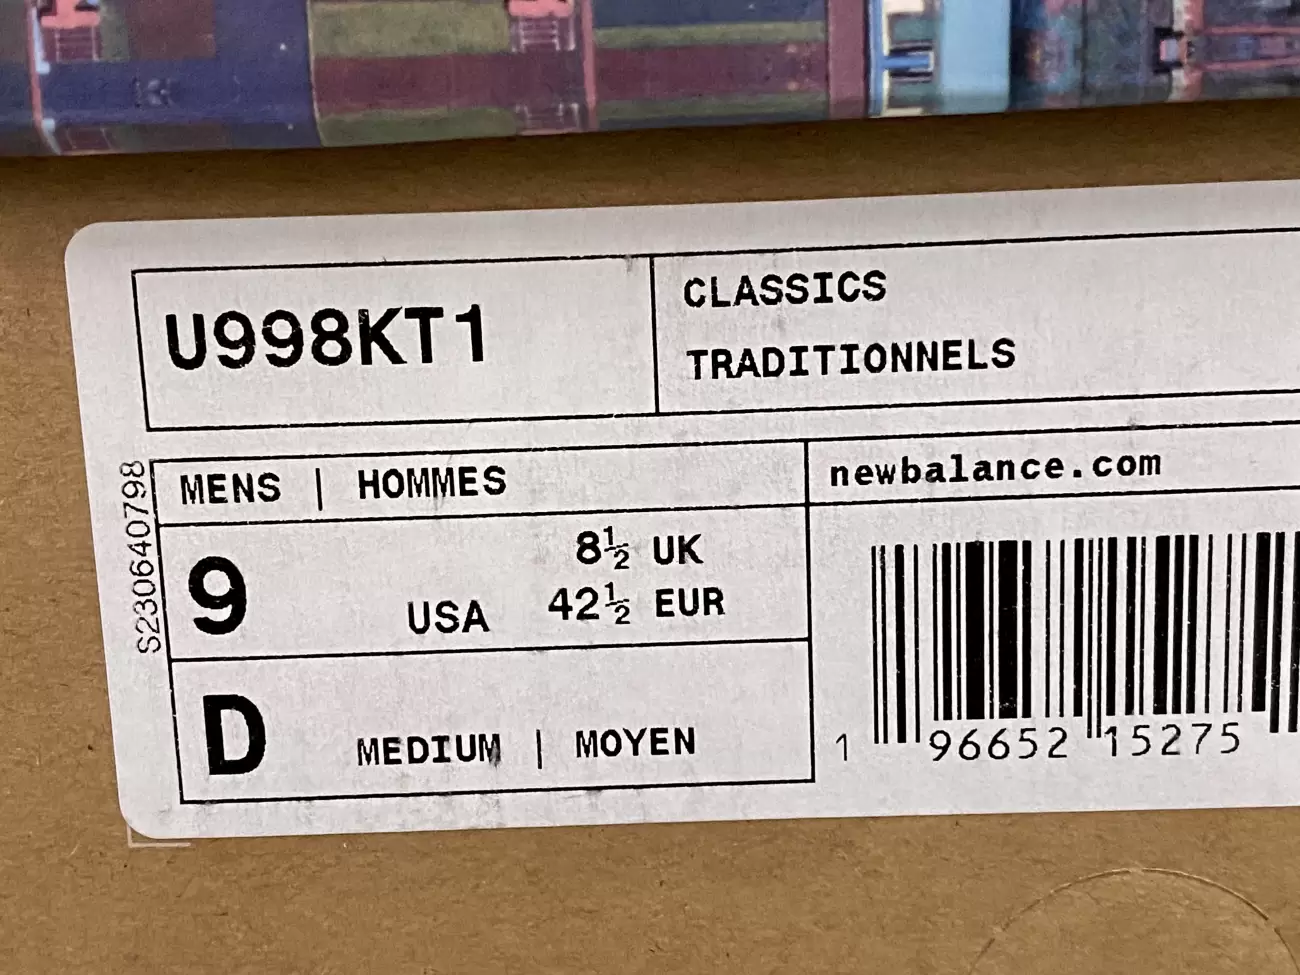 U998KT1
CLASSICS
TRADITIONNELS
S230640798
MENS | HOMMES
newbalance.com
9 USA
8½ UK
42½ EUR
D MEDIUM | MOYEN
1 96652 15275